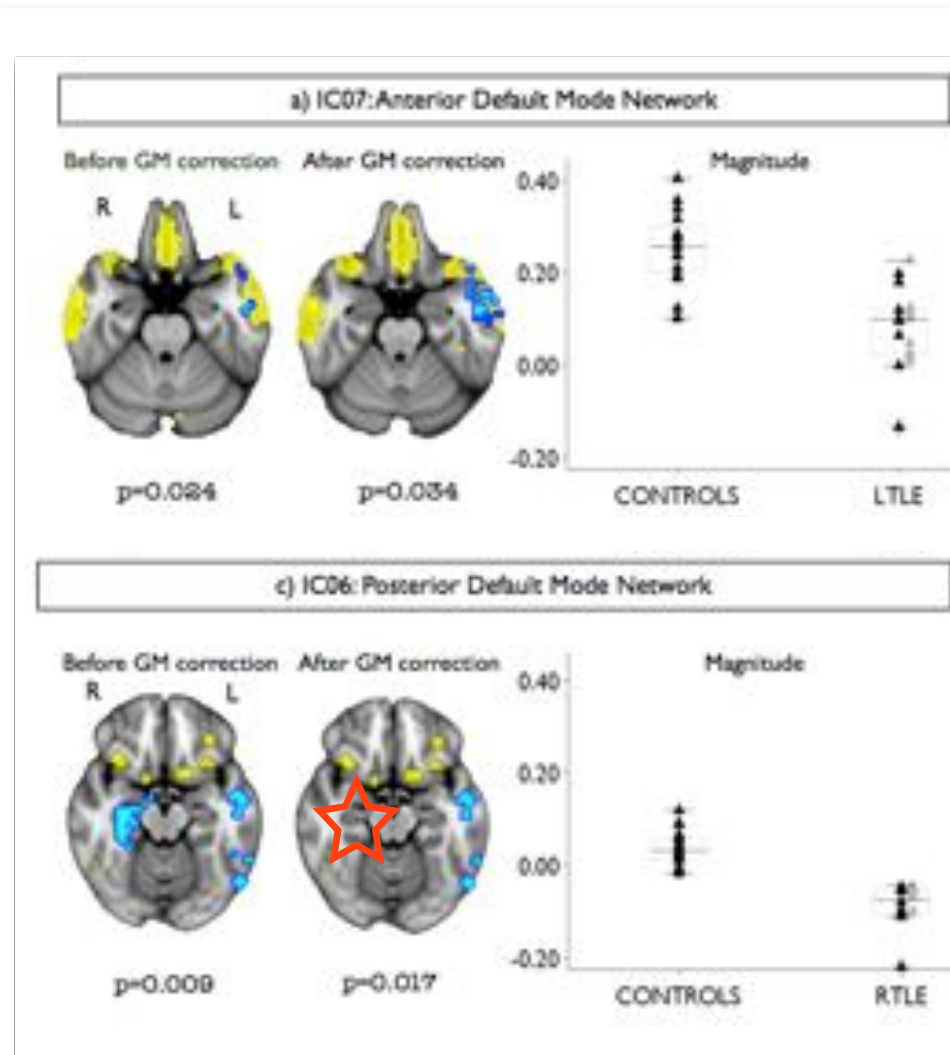 a) IC07: Anterior Default Mode Network
Before GM correction After GM correction Magnitude
R L
0.40
0.20
0.00
-0.20
p=0.024 p=0.034
CONTROLS LTLE
c) IC06: Posterior Default Mode Network
Before GM correction After GM correction Magnitude
R L
0.40
0.20
0.00
-0.20
p=0.009 p=0.017
CONTROLS RTLE